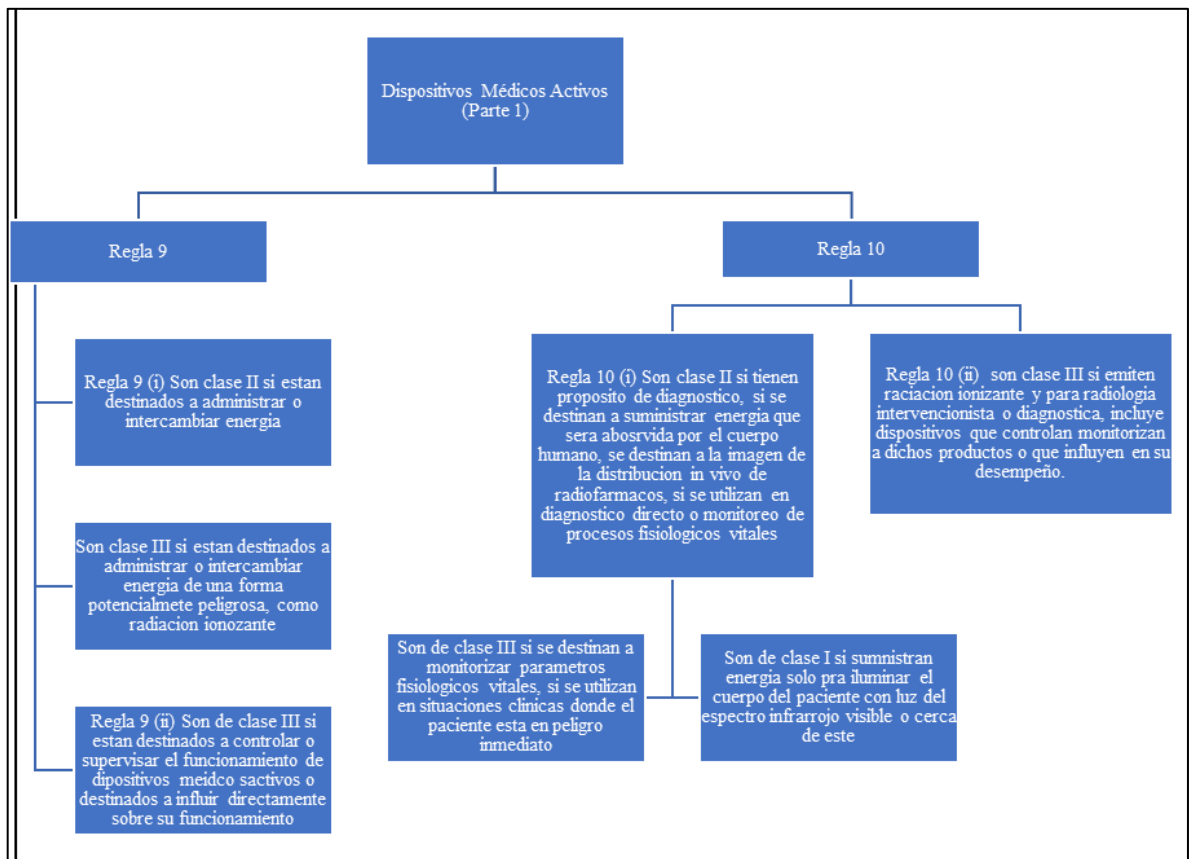 Dispositivos Médicos Activos
(Parte 1)
Regla 9
Regla 10
Regla 9 (i) Son clase II si estan
destinados a administrar o
intercambiar energia
Son clase III si estan destinados a
administrar o intercambiar
energia de una forma
potencialmete peligrosa, como
radiacion ionozante
Regla 9 (ii) Son de clase III si
estan destinados a controlar o
supervisar el funcionamiento de
dipositivos meidco sactivos o
destinados a influir directamente
sobre su funcionamiento
Regla 10 (i) Son clase II si tienen
proposito de diagnostico, si se
destinan a suministrar energia que
sera abosrvida por el cuerpo
humano, se destinan a la imagen de
la distribucion in vivo de
radiofarmacos, si se utilizan en
diagnostico directo o monitoreo de
procesos fisiologicos vitales
Regla 10 (ii) son clase III si emiten
raciacion ionizante y para radiologia
intervencionista o diagnostica, incluye
dispositivos que controlan monitorizan
a dichos productos o que influyen en su
desempeño.
Son de clase III si se destinan a
monitorizar parametros
fisiologicos vitales, si se utilizan
en situaciones clinicas donde el
paciente esta en peligro
inmediato
Son de clase I si sumnistran
energia solo pra iluminar el
cuerpo del paciente con luz del
espectro infrarrojo visible o cerca
de este